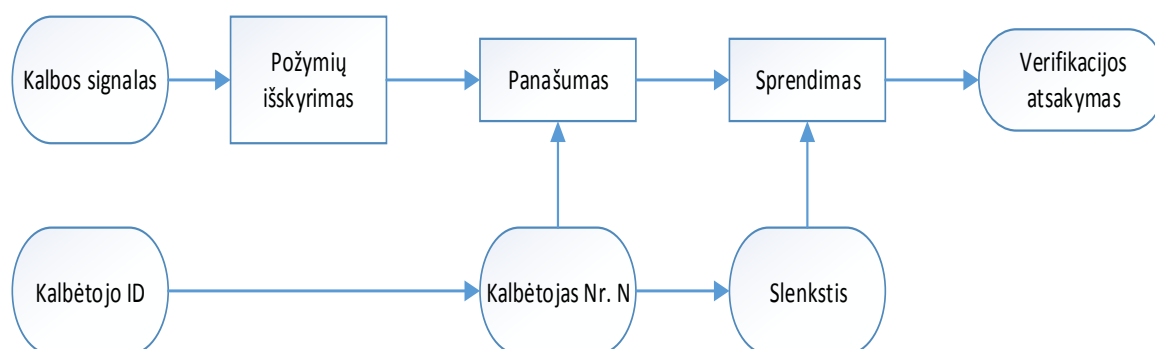 Kalbos signalas
Požymių
išskyrimas
Panašumas
Sprendimas
Verifikacijos
atsakymas
Kalbėtojo ID
Kalbėtojas Nr. N
Slenkstis